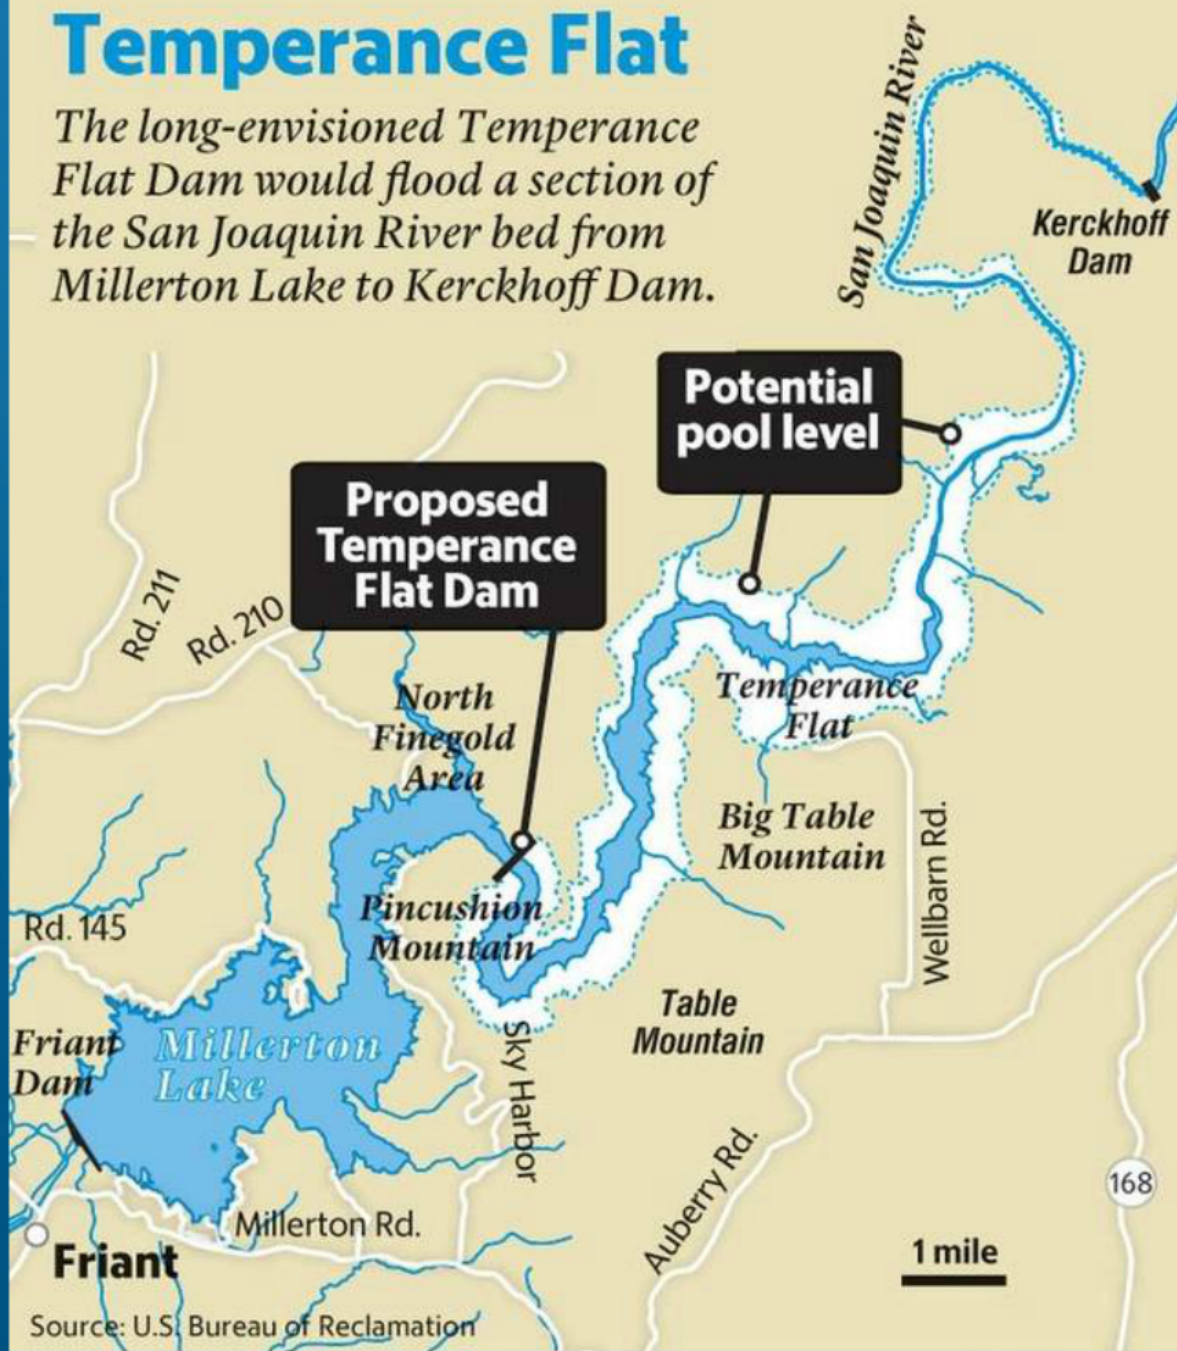 Temperance Flat
The long-envisioned Temperance
Flat Dam would flood a section of
the San Joaquin River bed from
Millerton Lake to Kerckhoff Dam.
San Joaquin River
Kerckhoff
Dam
Potential
pool level
Proposed
Temperance
Flat Dam
Rd. 211
Rd. 210
North
Finegold
Area
Temperance
Flat
Big Table
Mountain
Wellbarn Rd.
Pincushion
Mountain
Rd. 145
Table
Mountain
Friant
Dam
Millerton
Lake
Sky Harbor
Auberry Rd.
168
Millerton Rd.
Friant
1 mile
Source: U.S. Bureau of Reclamation